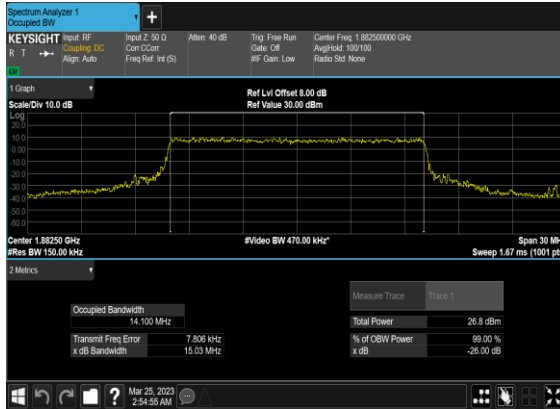 Spectrum Analyzer 1
Occupied BW
+
KEYSIGHT Input: RF Input Z: 50 Ω Atten: 40 dB Trig: Free Run Center Freq: 1.882500000 GHz
R T Coupling: DC Corr CCorr Gate: Off Avg|Hold: 100/100
Align: Auto Freq Ref: Int (S) #IF Gain: Low Radio Std: None
LVI
1 Graph
Ref Lvl Offset 8.00 dB
Scale/Div 10.0 dB Ref Value 30.00 dBm
Log
20.0
10.0
0.00
-10.0
-20.0
-30.0
-40.0
-50.0
-60.0
Center 1.88250 GHz #Video BW 470.00 kHz* Span 30 MH
#Res BW 150.00 kHz Sweep 1.67 ms (1001 pt
2 Metrics
Measure Trace Trace 1
Occupied Bandwidth
14.100 MHz Total Power 26.8 dBm
Transmit Freq Error 7.806 kHz % of OBW Power 99.00 %
x dB Bandwidth 15.03 MHz x dB -26.00 dB
? Mar 25, 2023
2:54:55 AM